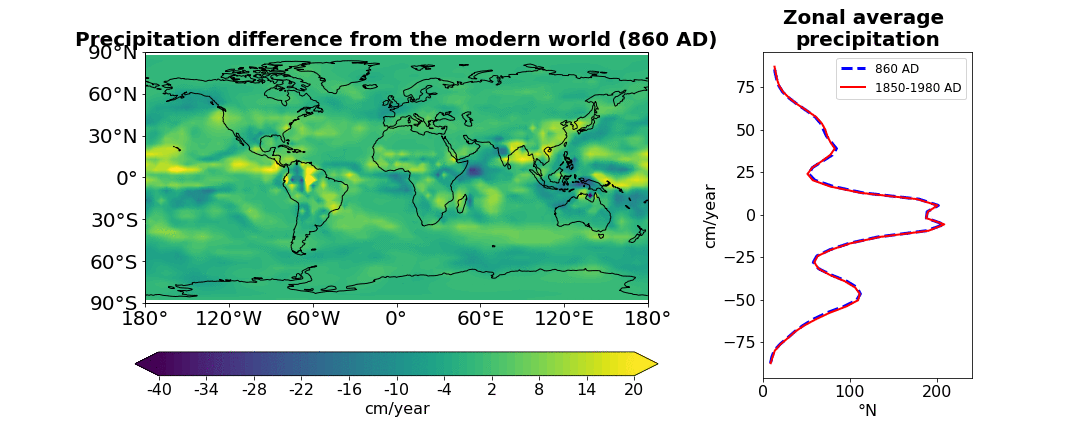 Precipitation difference from the modern world (860 AD)
90°N
60°N
30°N
0°
30°S
60°S
90°S
180° 120°W 60°W 0° 60°E 120°E 180°
-40 -34 -28 -22 -16 -10 -4 2 8 14 20
cm/year
Zonal average
precipitation
860 AD
1850-1980 AD
75
50
25
0
−25
−50
−75
cm/year
0 100 200
°N